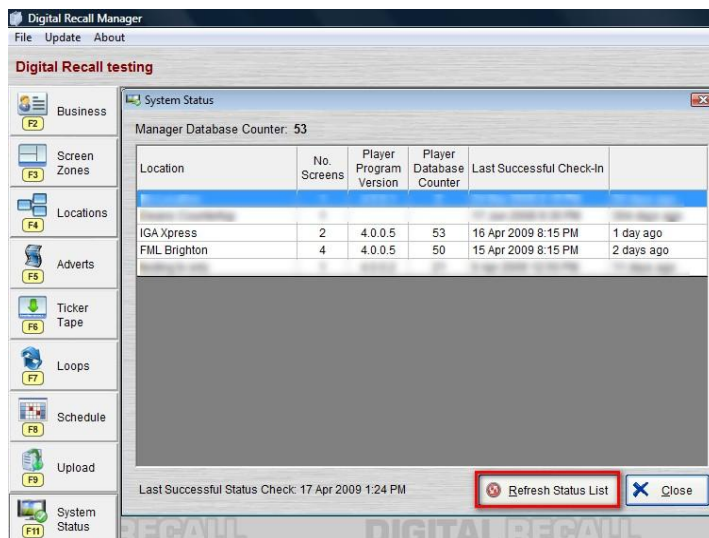 Digital Recall Manager
File Update About
Digital Recall testing
F2 Business
F3 Screen Zones
F4 Locations
F5 Adverts
F6 Ticker Tape
F7 Loops
F8 Schedule
F9 Upload
F11 System Status
System Status
Manager Database Counter: 53
Location No. Screens Player Program Version Player Database Counter Last Successful Check-In
IGA Xpress 2 4.0.0.5 53 16 Apr 2009 8:15 PM 1 day ago
FML Brighton 4 4.0.0.5 50 15 Apr 2009 8:15 PM 2 days ago
Last Successful Status Check: 17 Apr 2009 1:24 PM
Refresh Status List
Close
RECALL DIGITAL RECALL